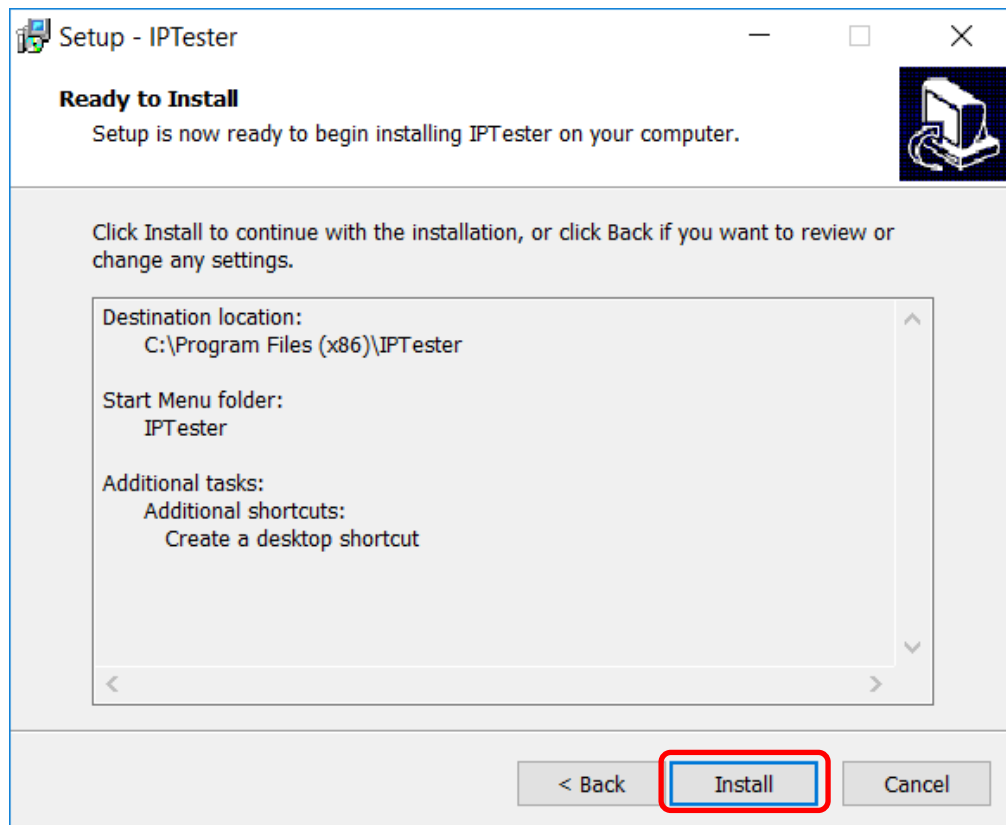 Setup - IPTester
Ready to Install
Setup is now ready to begin installing IPTester on your computer.
Click Install to continue with the installation, or click Back if you want to review or
change any settings.
Destination location:
C:\Program Files (x86)\IPTester
Start Menu folder:
IPTester
Additional tasks:
Additional shortcuts:
Create a desktop shortcut
< Back
Install
Cancel